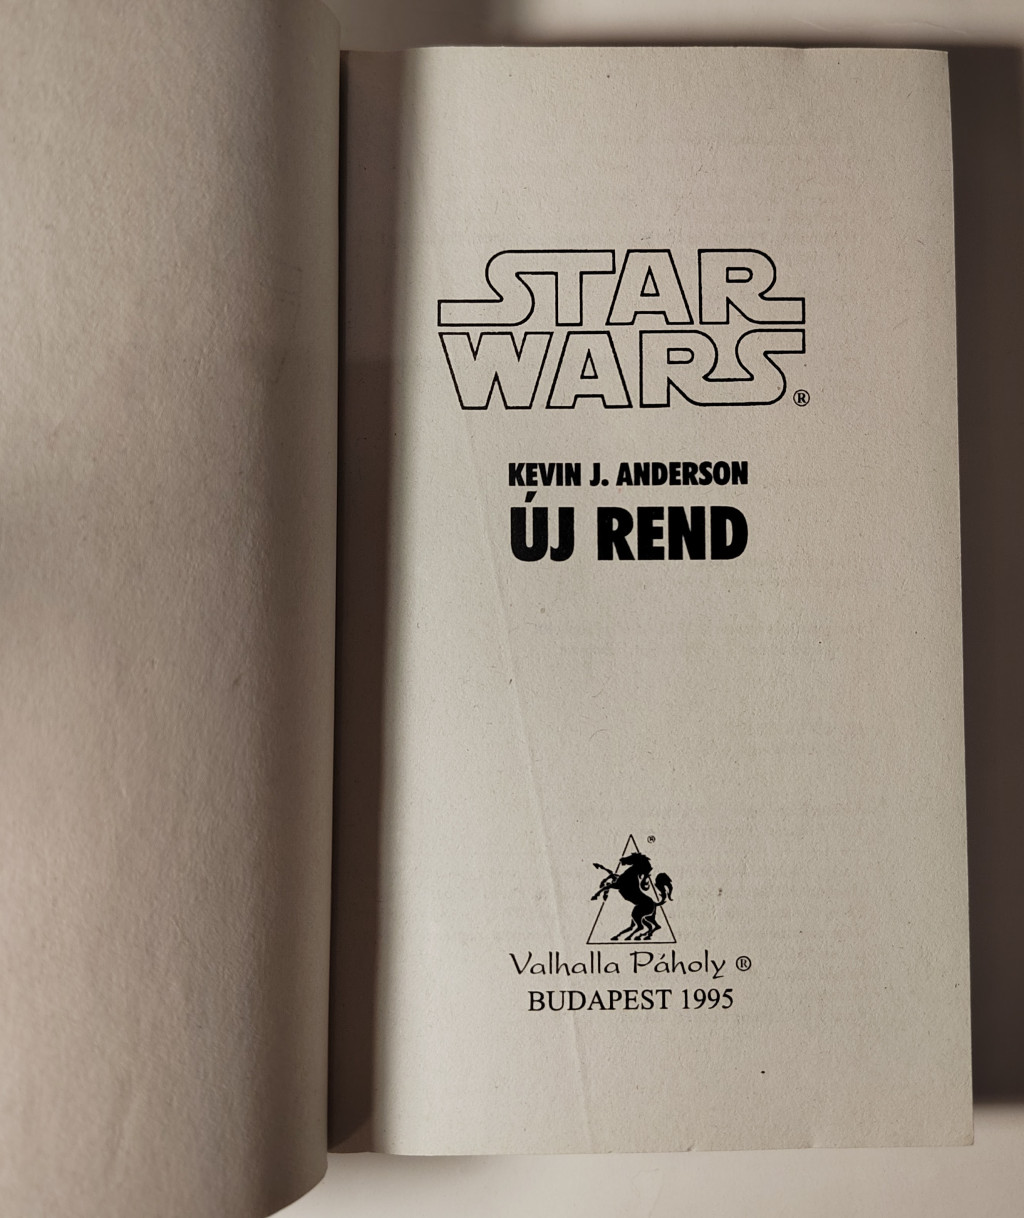 STAR
WARS®
KEVIN J. ANDERSON
ÚJ REND
®
Valhalla Páholy ®
BUDAPEST 1995